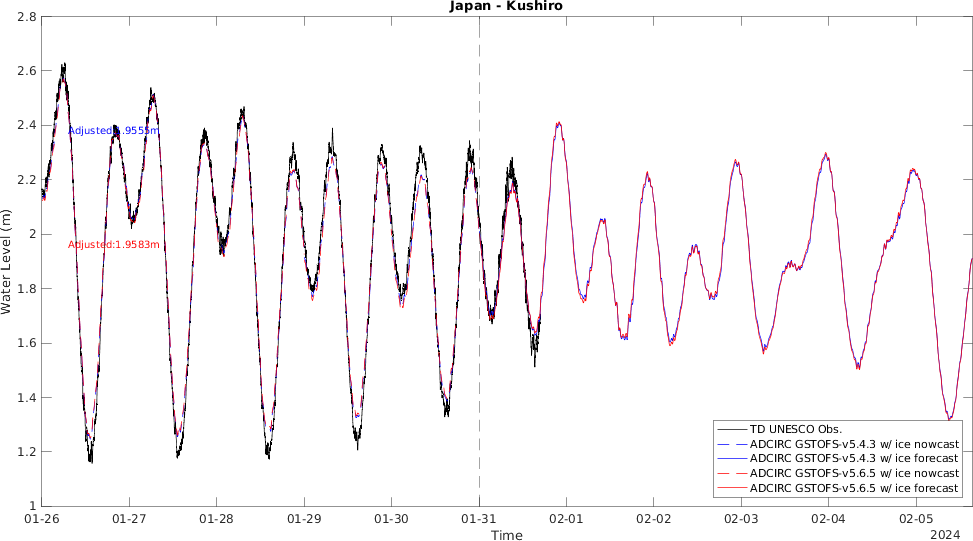 Japan - Kushiro
2.8
2.6
2.4
2.2
2
1.8
1.6
1.4
1.2
1
Water Level (m)
Adjusted:1.9555m
Adjusted:1.9583m
TD UNESCO Obs.
ADCIRC GSTOFS-v5.4.3 w/ ice nowcast
ADCIRC GSTOFS-v5.4.3 w/ ice forecast
ADCIRC GSTOFS-v5.6.5 w/ ice nowcast
ADCIRC GSTOFS-v5.6.5 w/ ice forecast
01-26 01-27 01-28 01-29 01-30 01-31 02-01 02-02 02-03 02-04 02-05
Time
2024